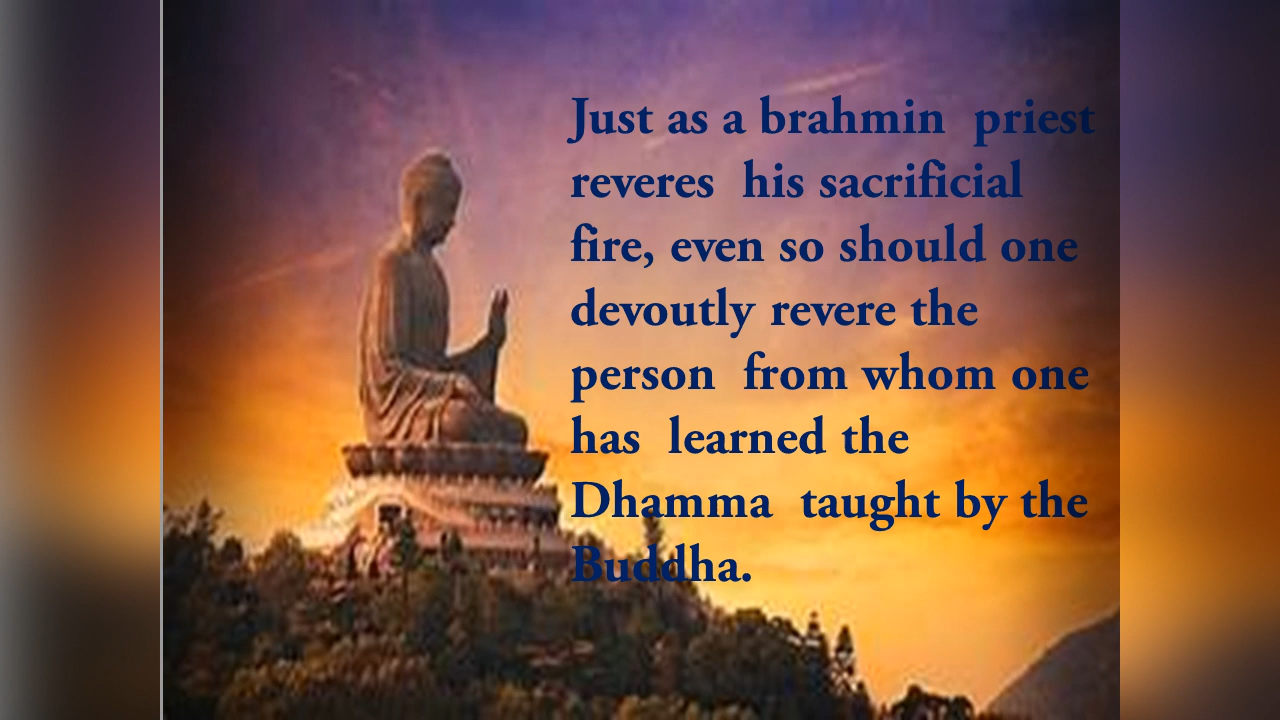 Just as a brahmin priest
reveres his sacrificial
fire, even so should one
devoutly revere the
person from whom one
has learned the
Dhamma taught by the
Buddha.